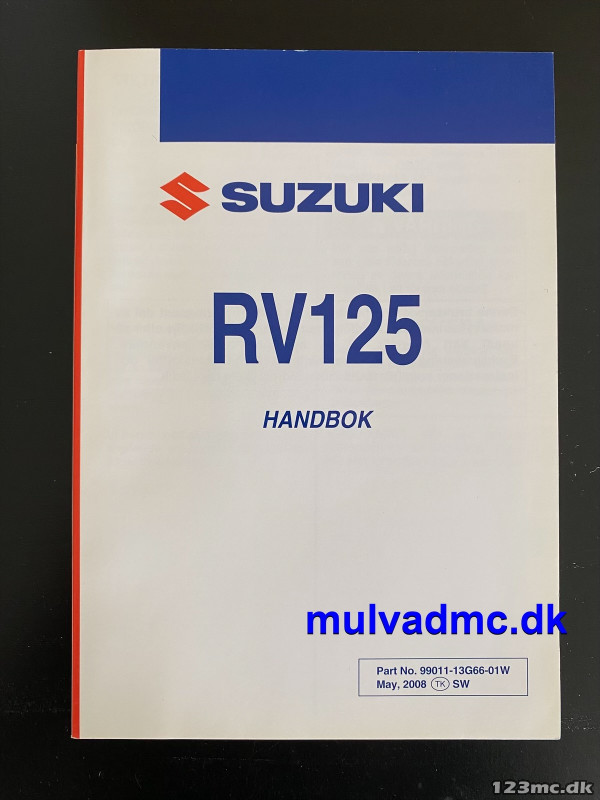 SUZUKI
RV125
HANDBOK
mulvadmc.dk
Part No. 99011-13G66-01W
May, 2008 TK SW
123mc.dk